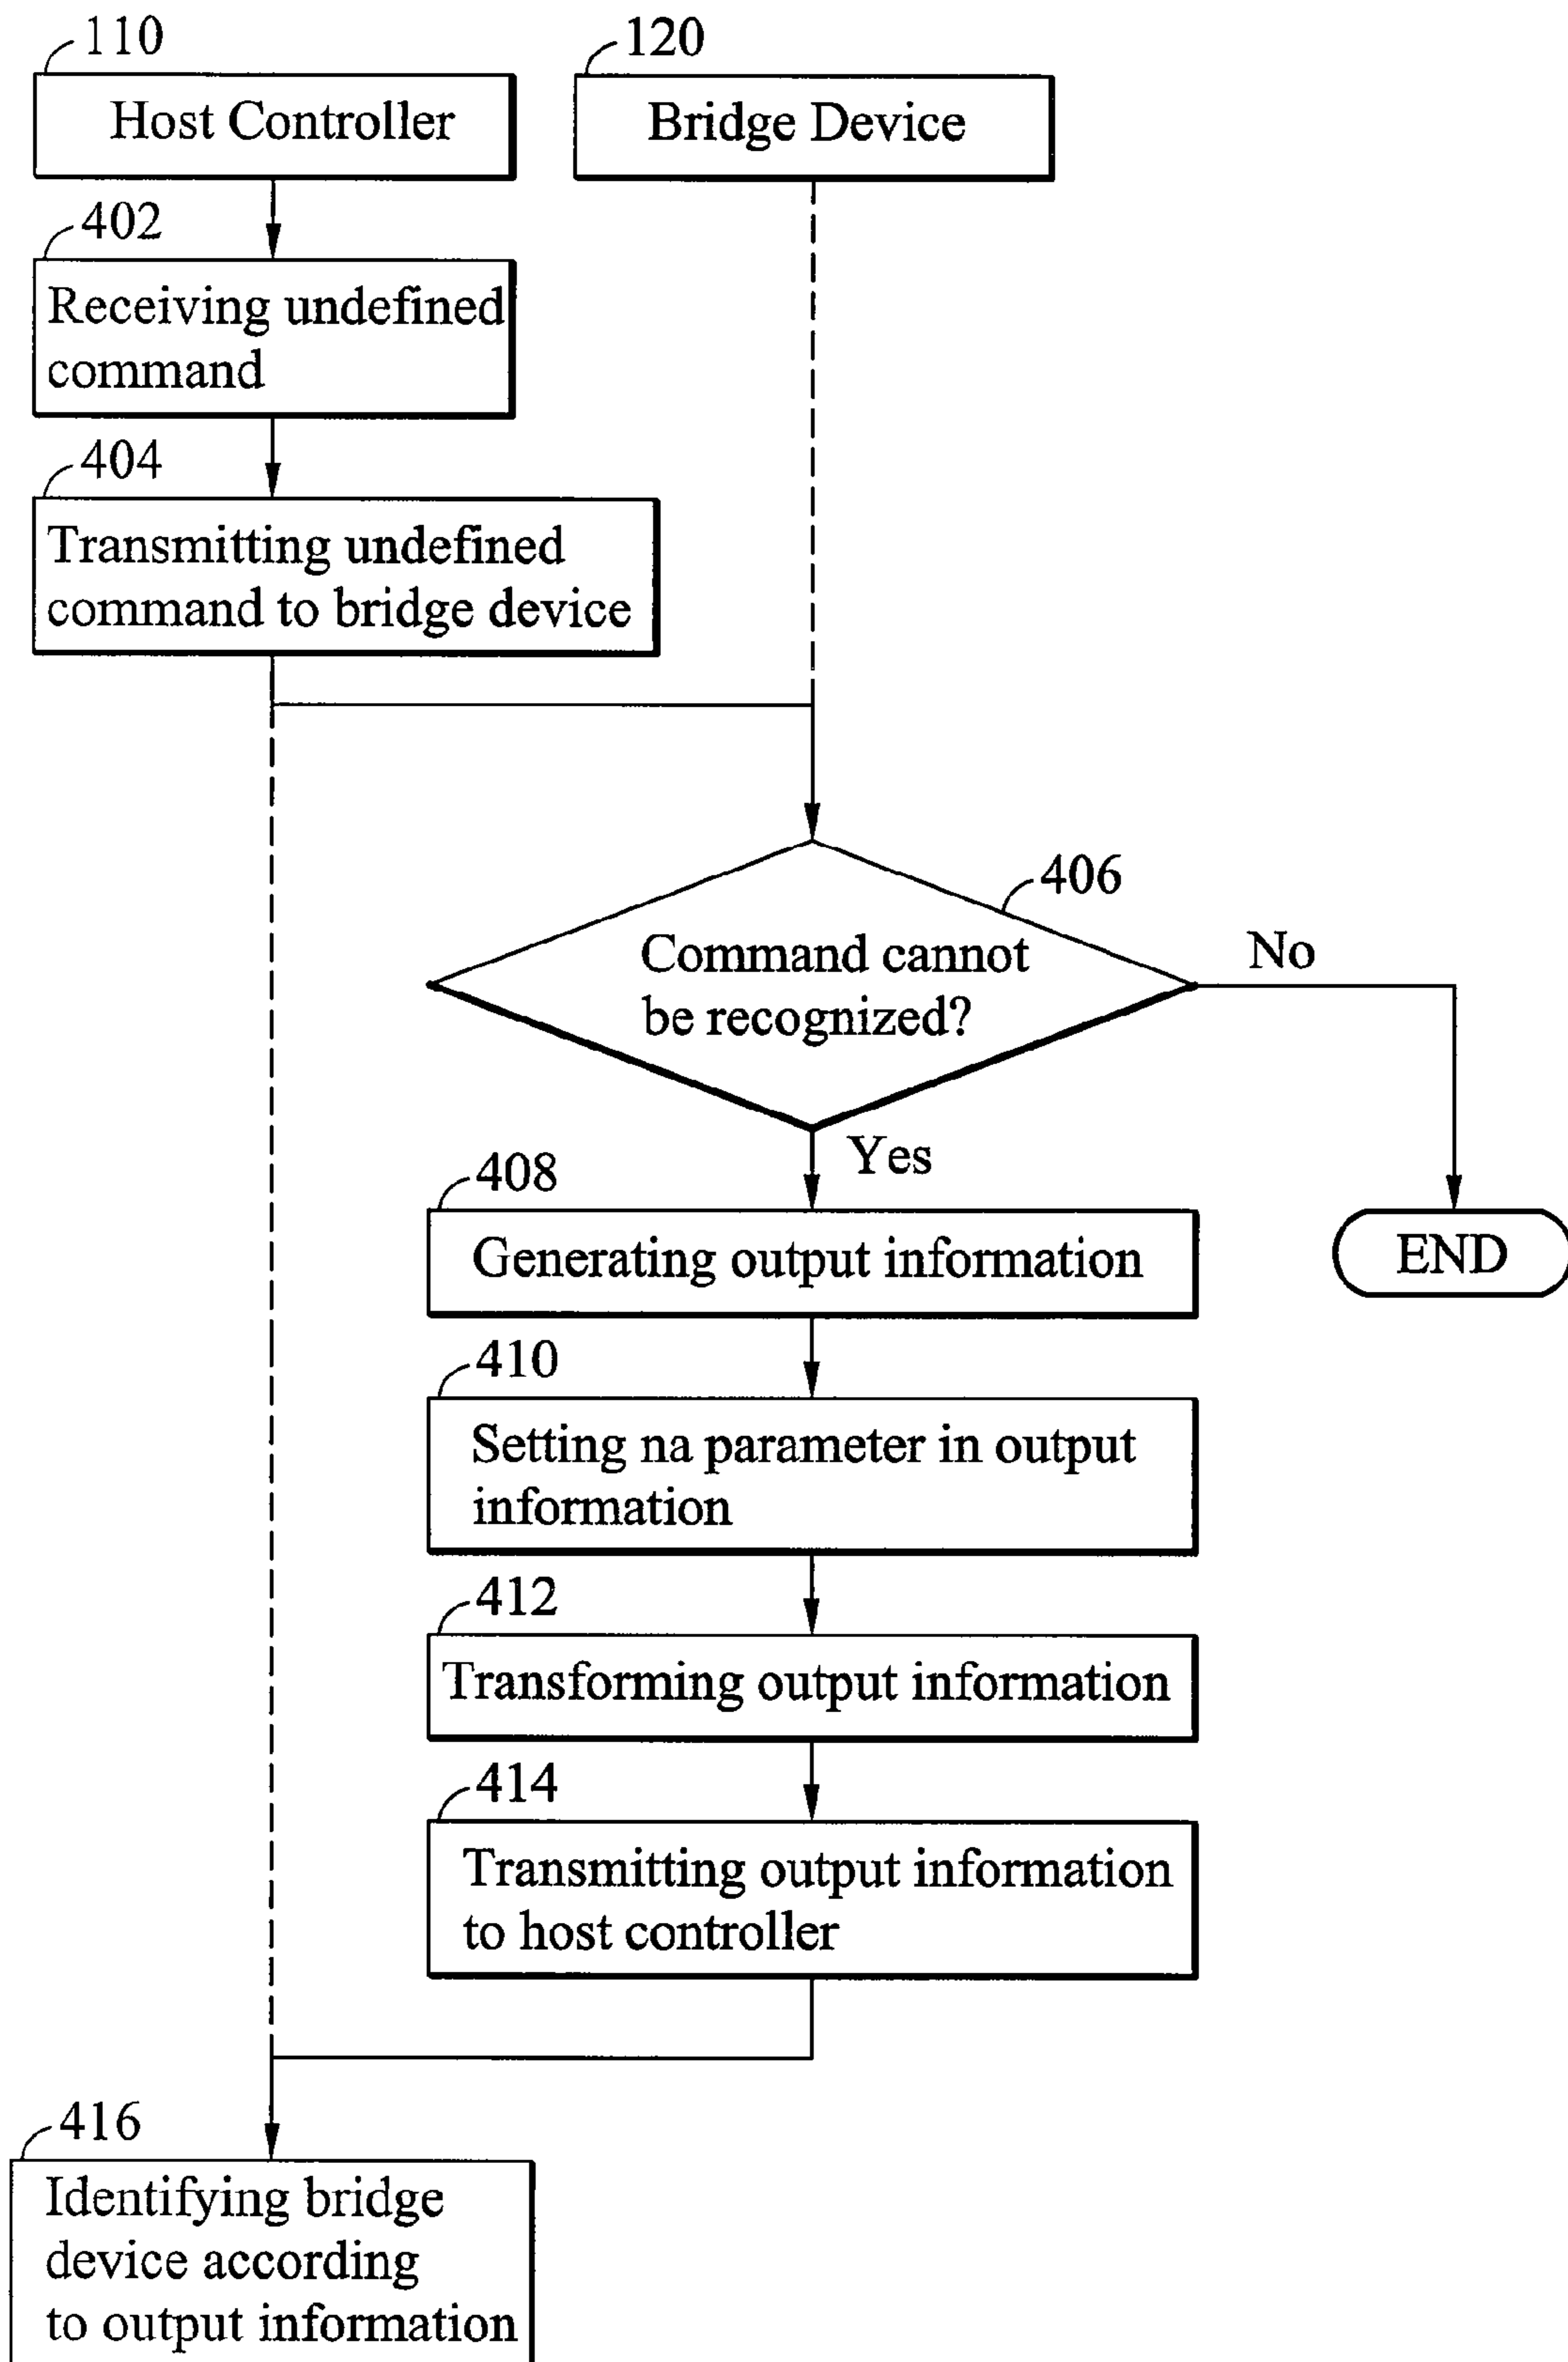 110
Host Controller
120
Bridge Device
402
Receiving undefined
command
404
Transmitting undefined
command to bridge device
406
Command cannot
be recognized?
No
Yes
END
408
Generating output information
410
Setting na parameter in output
information
412
Transforming output information
414
Transmitting output information
to host controller
416
Identifying bridge
device according
to output information